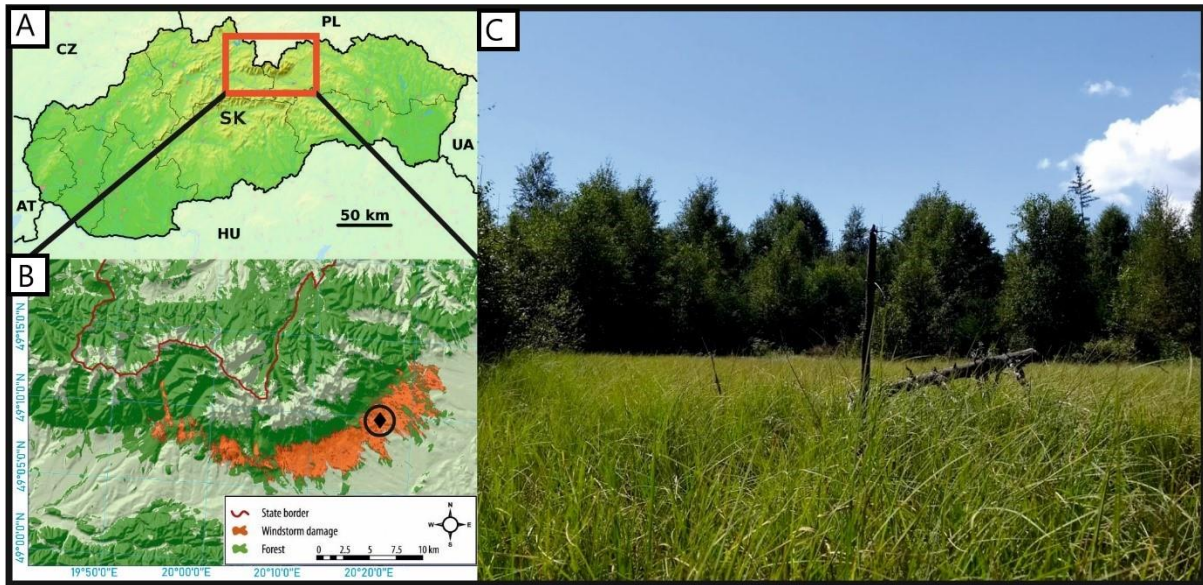 A
PL
CZ
SK
UA
AT
50 km
HU
B
49°15'0"N
49°10'0"N
49°05'0"N
49°00'0"N
State border
Windstorm damage
Forest
N
W
E
S
0 2.5 5 7.5 10 km
19°50'0"E 20°00'0"E 20°10'0"E 20°20'0"E
C